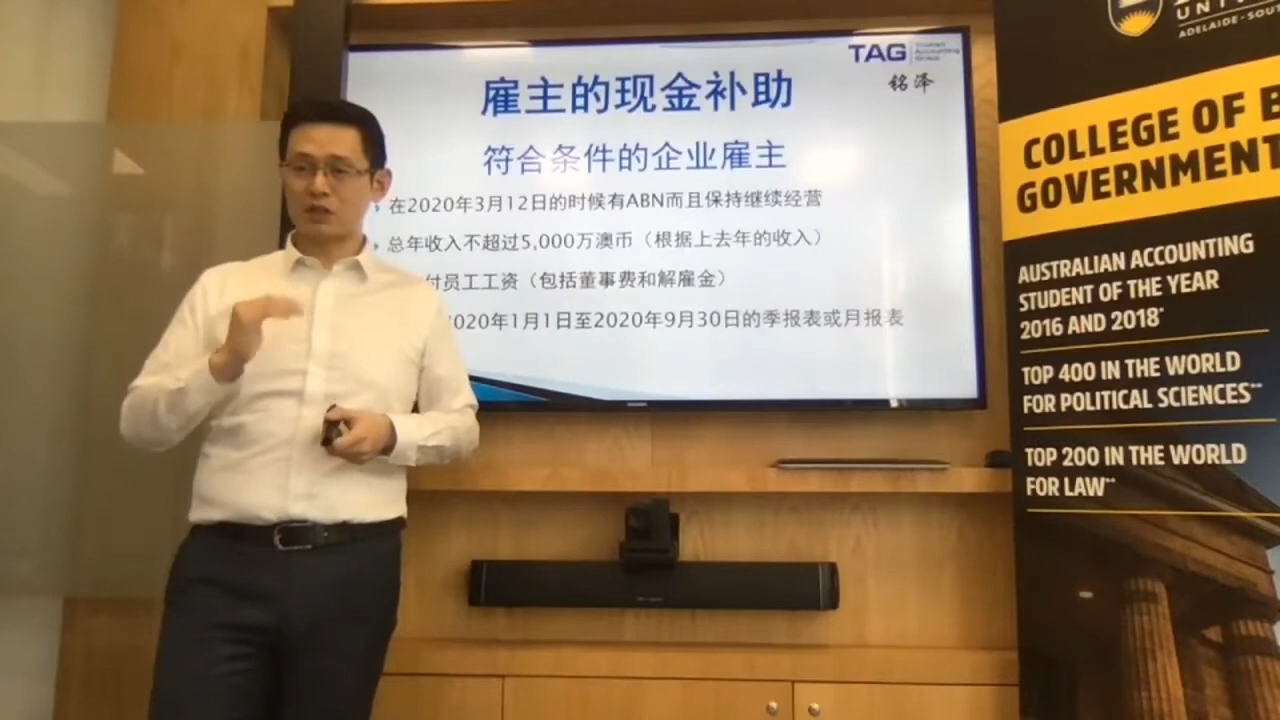 TAG
Trusted
Accounting
Group
铭泽
雇主的现金补助
符合条件的企业雇主
在2020年3月12日的时候有ABN而且保持继续经营
总年收入不超过5,000万澳币（根据上去年的收入）
付员工工资（包括董事费和解雇金）
2020年1月1日至2020年9月30日的季报表或月报表
UNI
ADELAIDE · SOU
COLLEGE OF B
GOVERNMENT
AUSTRALIAN ACCOUNTING
STUDENT OF THE YEAR
2016 AND 2018*
TOP 400 IN THE WORLD
FOR POLITICAL SCIENCES**
TOP 200 IN THE WORLD
FOR LAW**